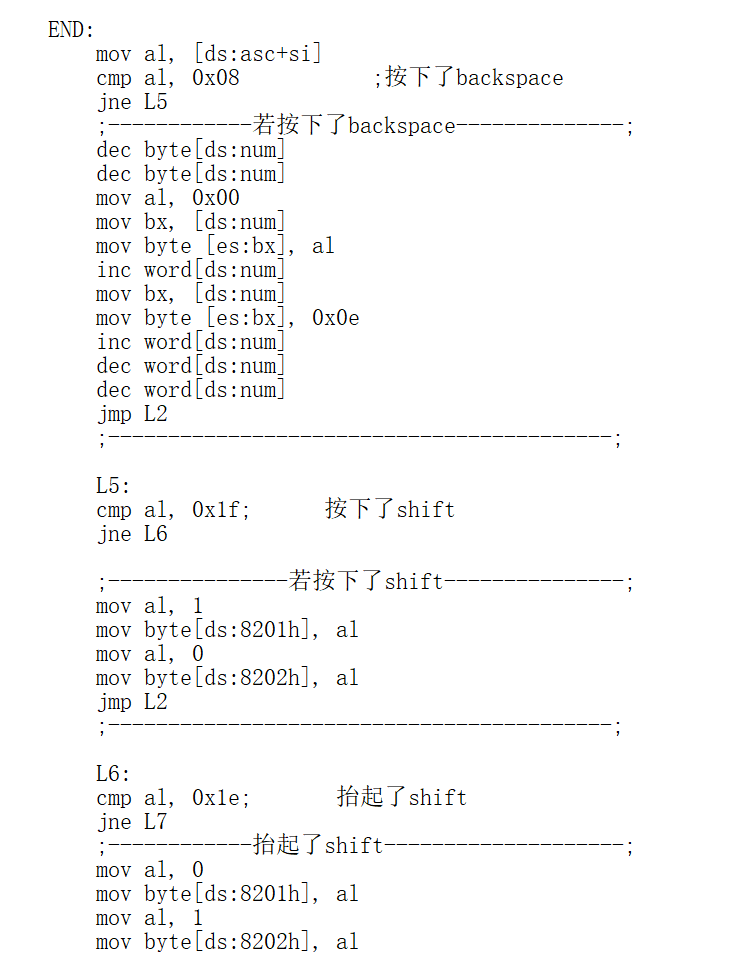 END:
mov al, [ds:asc+si]
cmp al, 0x08 ;按下了backspace
jne L5
;------------若按下了backspace--------------;
dec byte[ds:num]
dec byte[ds:num]
mov al, 0x00
mov bx, [ds:num]
mov byte [es:bx], al
inc word[ds:num]
mov bx, [ds:num]
mov byte [es:bx], 0x0e
inc word[ds:num]
dec word[ds:num]
dec word[ds:num]
jmp L2
;------------------------------------------;
L5:
cmp al, 0x1f; 按下了shift
jne L6
;---------------若按下了shift---------------;
mov al, 1
mov byte[ds:8201h], al
mov al, 0
mov byte[ds:8202h], al
jmp L2
;------------------------------------------;
L6:
cmp al, 0x1e; 抬起了shift
jne L7
;------------抬起了shift--------------------;
mov al, 0
mov byte[ds:8201h], al
mov al, 1
mov byte[ds:8202h], al